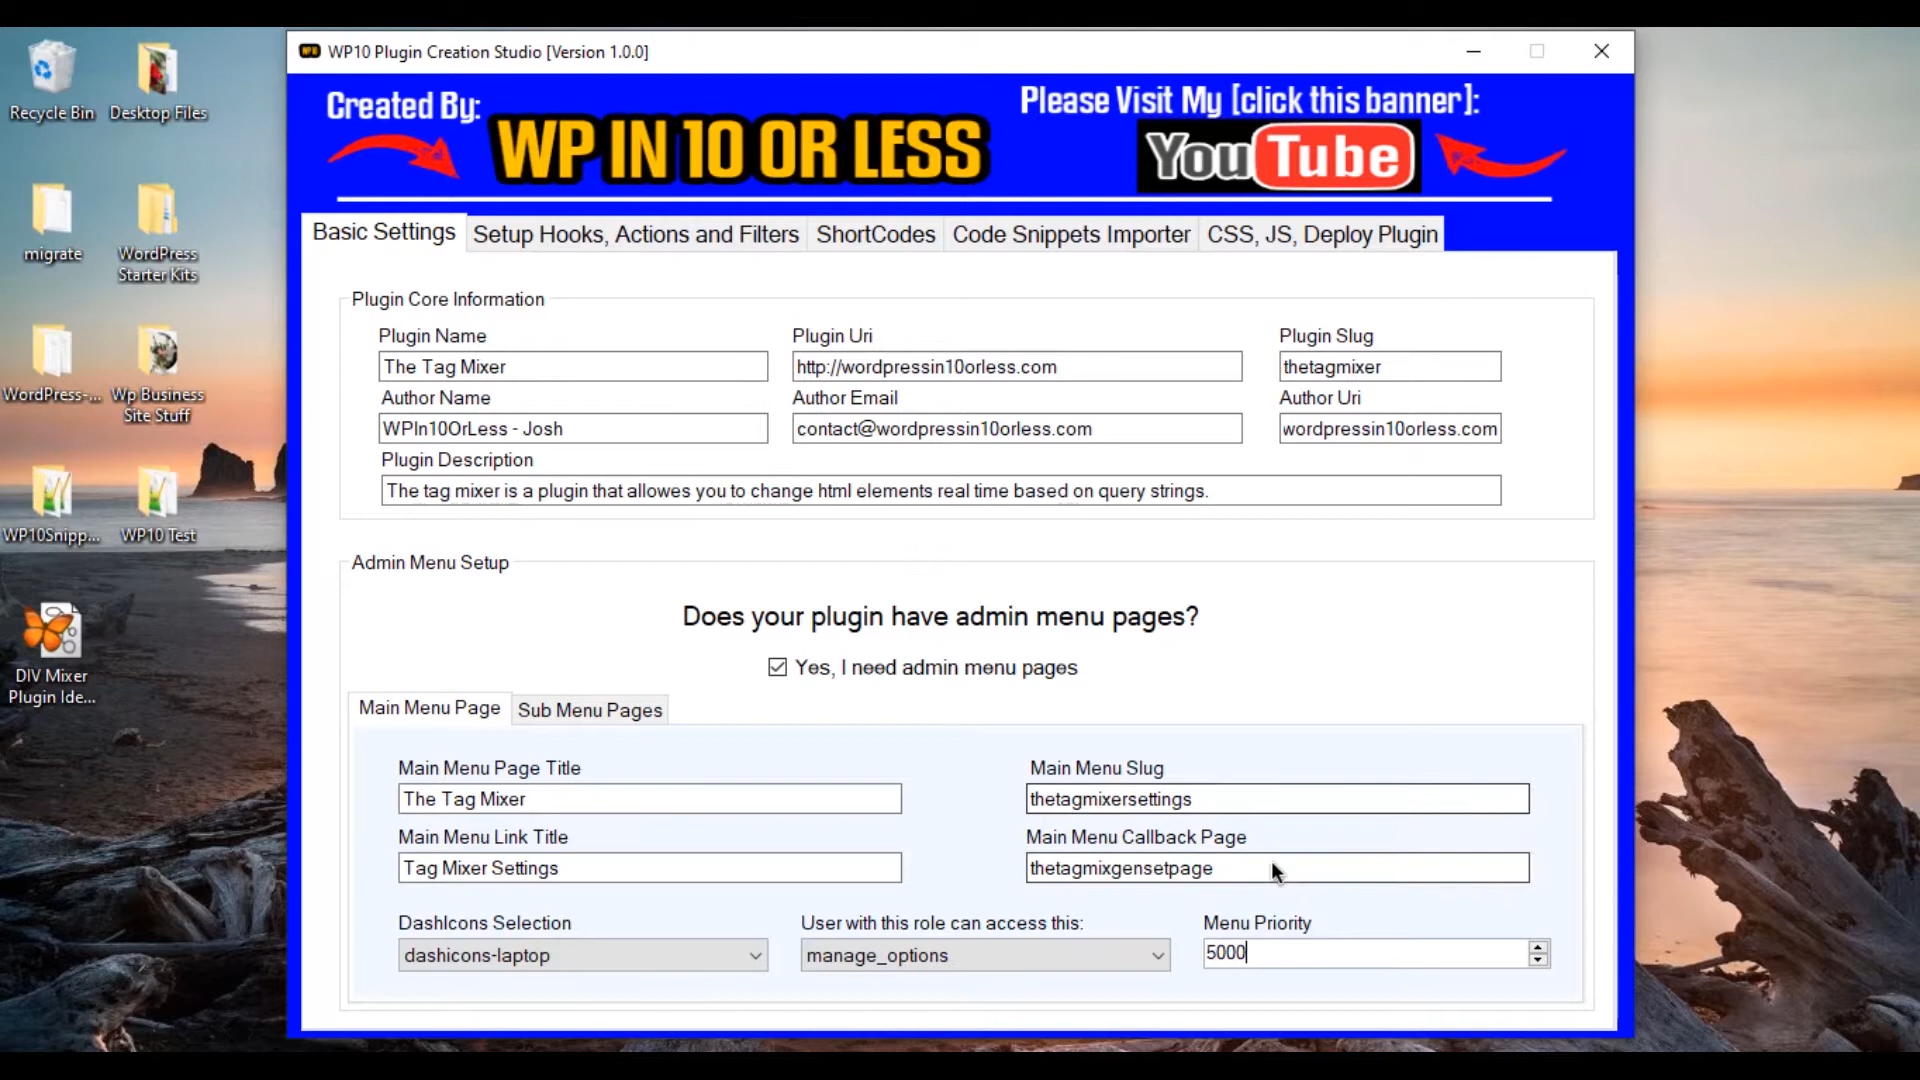 WP10 Plugin Creation Studio [Version 1.0.0]
Created By:
WP IN 10 OR LESS
Please Visit My [click this banner]:
YouTube
Recycle Bin
Desktop Files
migrate
WordPress
Starter Kits
WordPress-...
Wp Business
Site Stuff
WP10Snipp...
WP10 Test
DIV Mixer
Plugin Ide...
Basic Settings
Setup Hooks, Actions and Filters
ShortCodes
Code Snippets Importer
CSS, JS, Deploy Plugin
Plugin Core Information
Plugin Name
Plugin Uri
Plugin Slug
The Tag Mixer
http://wordpressin10orless.com
thetagmixer
Author Name
Author Email
Author Uri
WPIn10OrLess - Josh
contact@wordpressin10orless.com
wordpressin10orless.com
Plugin Description
The tag mixer is a plugin that allowes you to change html elements real time based on query strings.
Admin Menu Setup
Does your plugin have admin menu pages?
Yes, I need admin menu pages
Main Menu Page
Sub Menu Pages
Main Menu Page Title
Main Menu Slug
The Tag Mixer
thetagmixersettings
Main Menu Link Title
Main Menu Callback Page
Tag Mixer Settings
thetagmixgensetpage
DashIcons Selection
User with this role can access this:
Menu Priority
dashicons-laptop
manage_options
5000